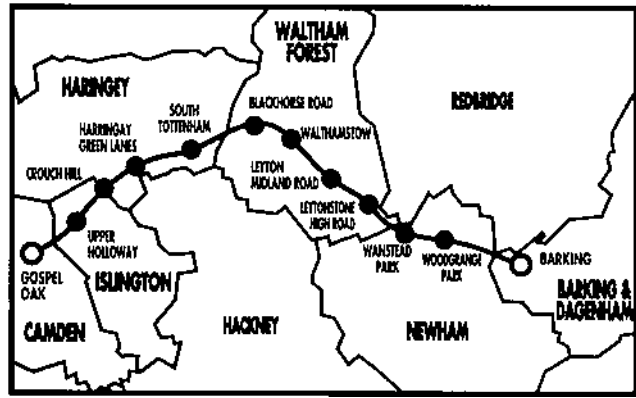 WALTHAM
FOREST
HARINGEY
REDBRIDGE
SOUTH
TOTTENHAM
BLACKHORSE ROAD
HARRINGAY
GREEN LANES
WALTHAMSTOW
CROUCH HILL
LEYTON
MIDLAND ROAD
LEYTONSTONE
HIGH ROAD
UPPER
HOLLOWAY
WANSTEAD
PARK
WOODGRANGE
PARK
BARKING
GOSPEL
OAK
ISLINGTON
BARKING &
DAGENHAM
CAMDEN
HACKNEY
NEWHAM